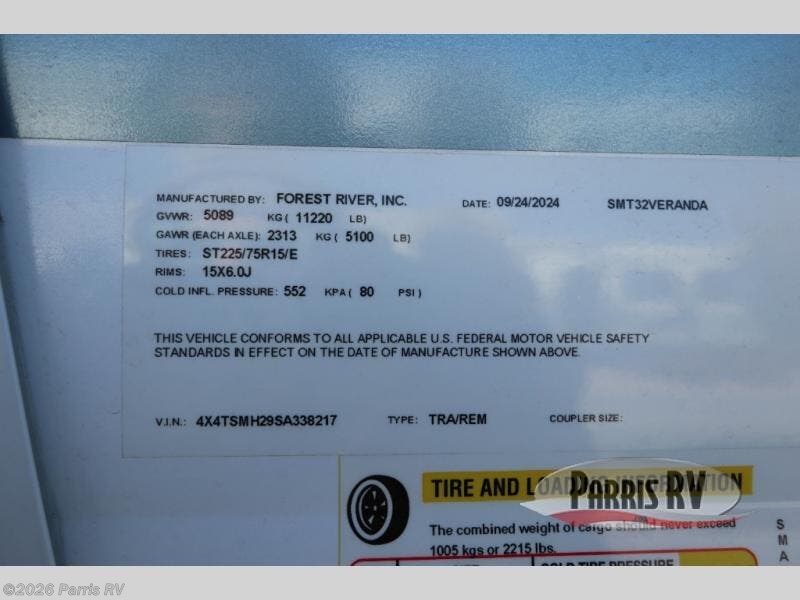 MANUFACTURED BY: FOREST RIVER, INC. DATE: 09/24/2024 SMT32VERANDA
GVWR: 5089 KG ( 11220 LB)
GAWR (EACH AXLE): 2313 KG ( 5100 LB)
TIRES: ST225/75R15/E
RIMS: 15X6.0J
COLD INFL. PRESSURE: 552 KPA ( 80 PSI )
THIS VEHICLE CONFORMS TO ALL APPLICABLE U.S. FEDERAL MOTOR VEHICLE SAFETY
STANDARDS IN EFFECT ON THE DATE OF MANUFACTURE SHOWN ABOVE.
V.I.N.: 4X4TSMH29SA338217 TYPE: TRA/REM COUPLER SIZE:
TIRE AND LOADING INFORMATION
PARRIS RV
The combined weight of cargo should never exceed
1005 kgs or 2215 lbs.
COLD TIRE PRESSURE
S
M
A
©2026 Parris RV